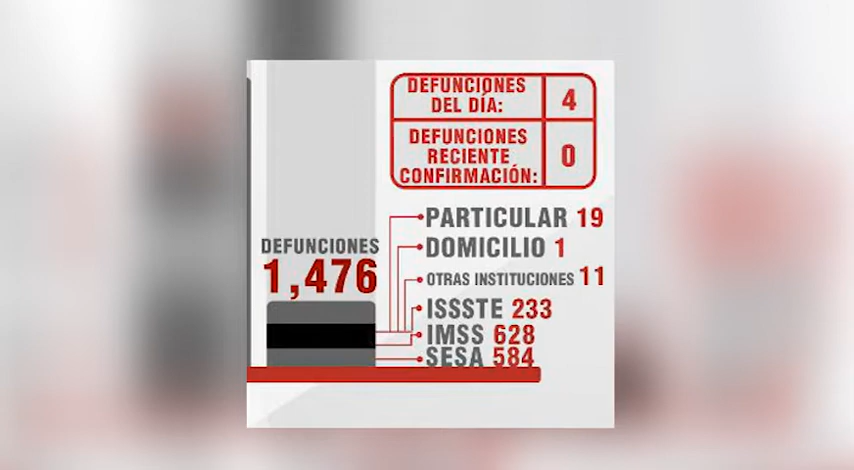 DEFUNCIONES
DEL DÍA:
4
DEFUNCIONES
RECIENTE
CONFIRMACIÓN:
0
DEFUNCIONES
1,476
PARTICULAR 19
DOMICILIO 1
OTRAS INSTITUCIONES 11
ISSSTE 233
IMSS 628
SESA 584